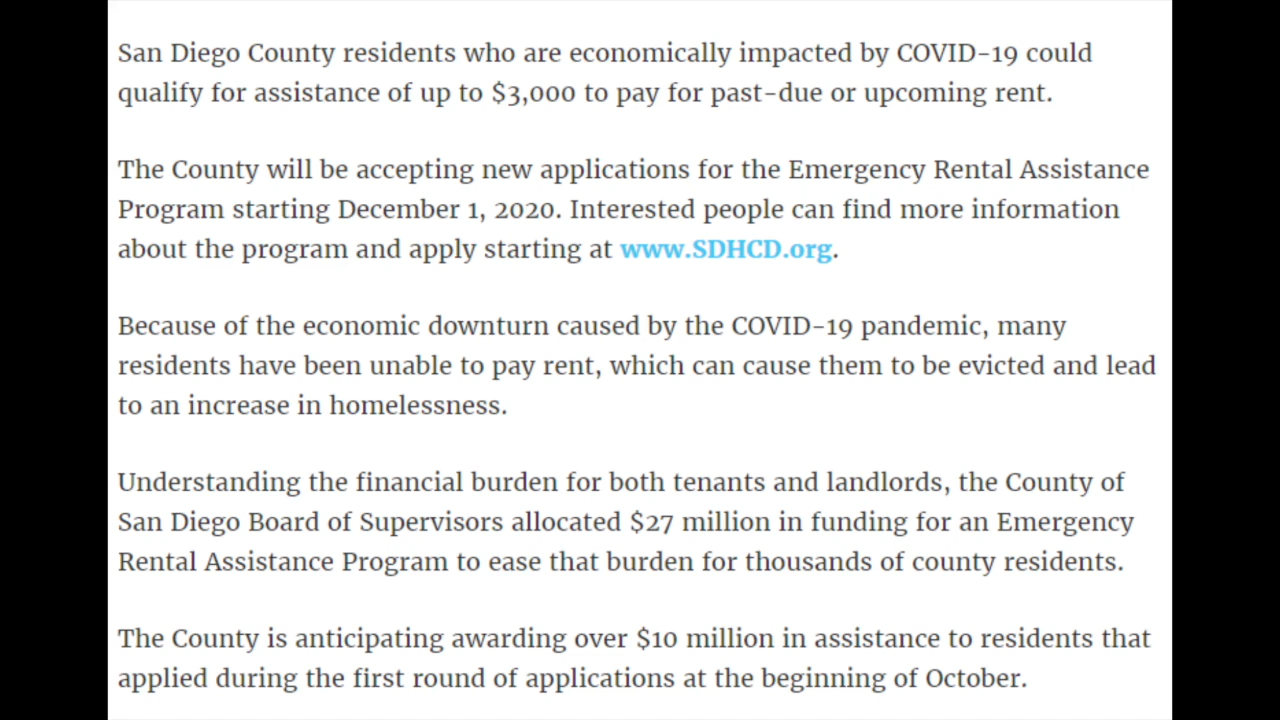 San Diego County residents who are economically impacted by COVID-19 could
qualify for assistance of up to $3,000 to pay for past-due or upcoming rent.
The County will be accepting new applications for the Emergency Rental Assistance
Program starting December 1, 2020. Interested people can find more information
about the program and apply starting at www.SDHCD.org.
Because of the economic downturn caused by the COVID-19 pandemic, many
residents have been unable to pay rent, which can cause them to be evicted and lead
to an increase in homelessness.
Understanding the financial burden for both tenants and landlords, the County of
San Diego Board of Supervisors allocated $27 million in funding for an Emergency
Rental Assistance Program to ease that burden for thousands of county residents.
The County is anticipating awarding over $10 million in assistance to residents that
applied during the first round of applications at the beginning of October.